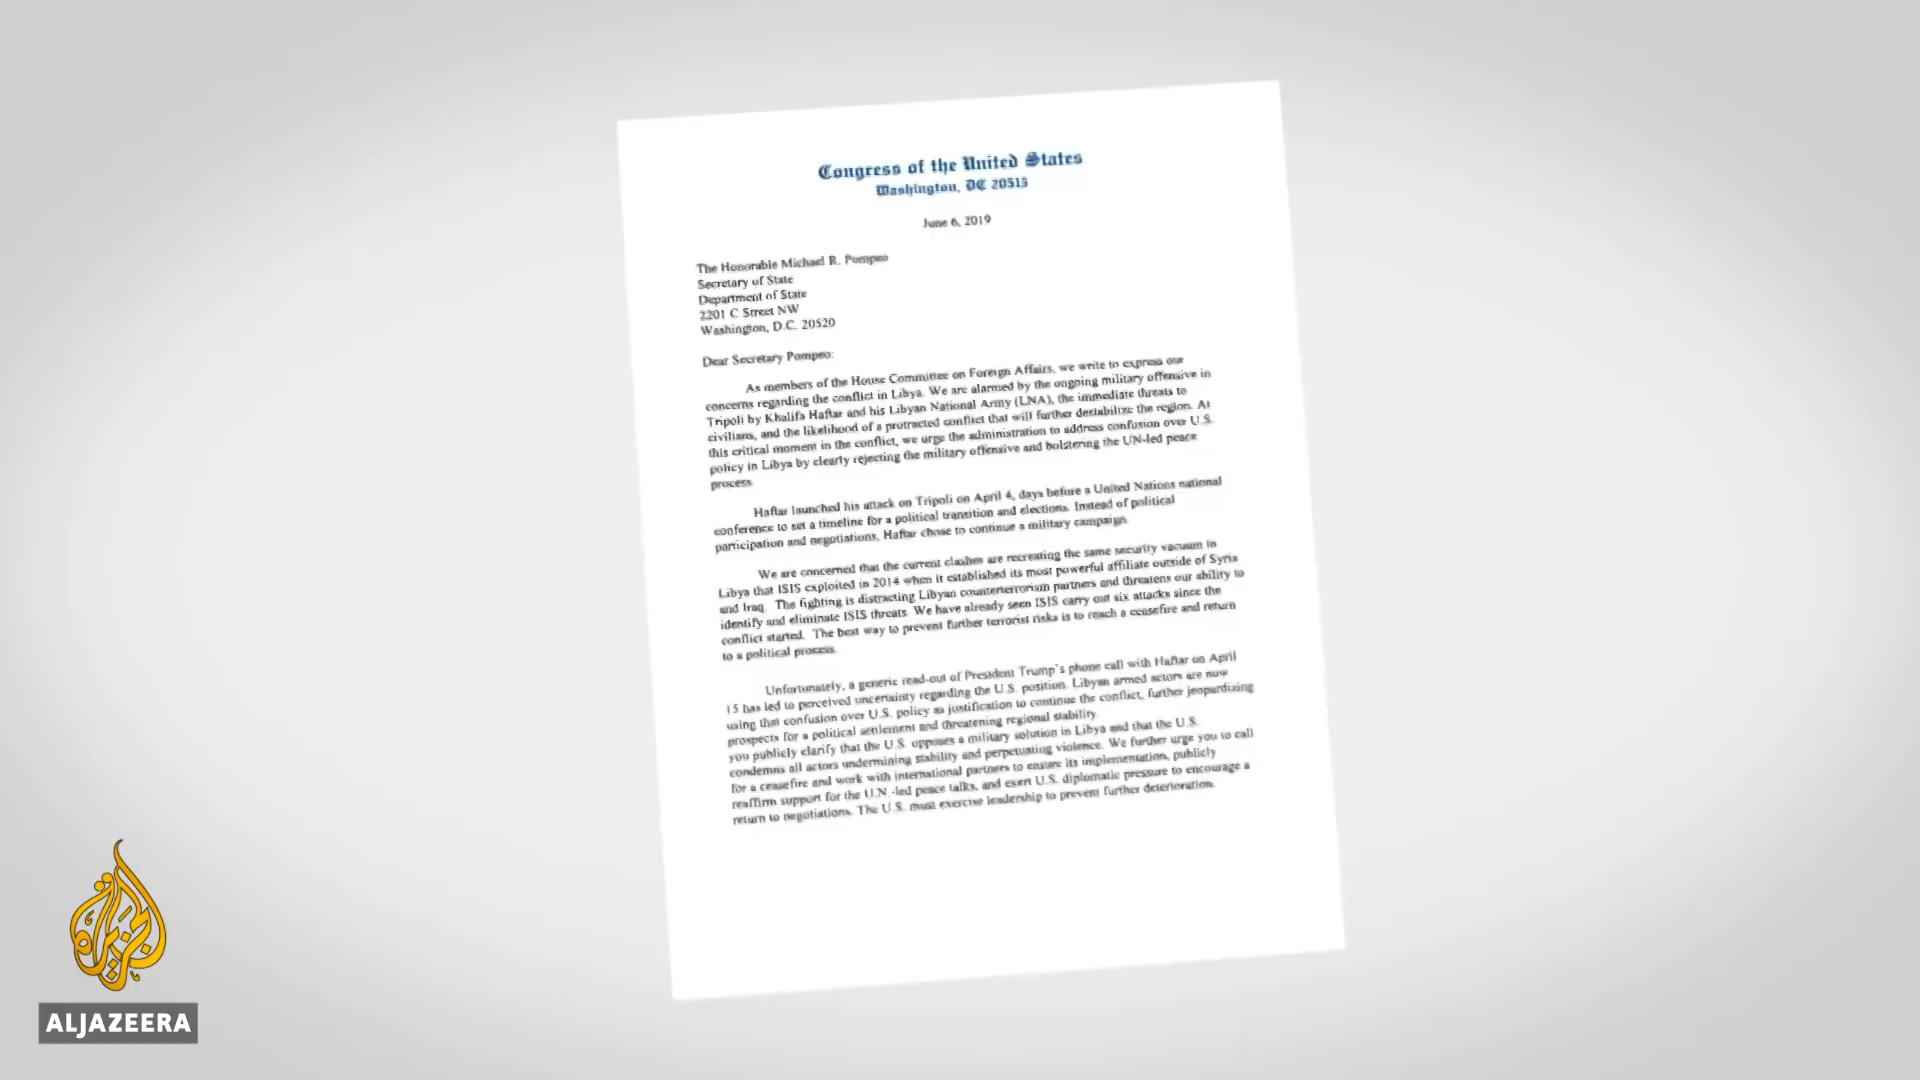 Congress of the United States
Washington, DC 20515
June 6, 2019
The Honorable Michael R. Pompeo
Secretary of State
Department of State
2201 C Street NW
Washington, D.C. 20520
Dear Secretary Pompeo:
As members of the House Committee on Foreign Affairs, we write to express our
concerns regarding the conflict in Libya. We are alarmed by the ongoing military offensive in
Tripoli by Khalifa Haftar and his Libyan National Army (LNA), the immediate threats to
civilians, and the likelihood of a protracted conflict that will further destabilize the region. At
this critical moment in the conflict, we urge the administration to address confusion over U.S.
policy in Libya by clearly rejecting the military offensive and bolstering the UN-led peace
process.
Haftar launched his attack on Tripoli on April 4, days before a United Nations national
conference to set a timeline for a political transition and elections. Instead of political
participation and negotiations, Haftar chose to continue a military campaign.
We are concerned that the current clashes are recreating the same security vacuum in
Libya that ISIS exploited in 2014 when it established its most powerful affiliate outside of Syria
and Iraq. The fighting is distracting Libyan counterterrorism partners and threatens our ability to
identify and eliminate ISIS threats. We have already seen ISIS carry out six attacks since the
conflict started. The best way to prevent further terrorist risks is to reach a ceasefire and return
to a political process.
Unfortunately, a generic read-out of President Trump's phone call with Haftar on April
15 has led to perceived uncertainty regarding the U.S. position. Libyan armed actors are now
using that confusion over U.S. policy as justification to continue the conflict, further jeopardizing
prospects for a political settlement and threatening regional stability.
you publicly clarify that the U.S. opposes a military solution in Libya and that the U.S.
condemns all actors undermining stability and perpetuating violence. We further urge you to call
for a ceasefire and work with international partners to ensure its implementation, publicly
reaffirm support for the U.N.-led peace talks, and exert U.S. diplomatic pressure to encourage a
return to negotiations. The U.S. must exercise leadership to prevent further deterioration.
الجزيرة
ALJAZEERA